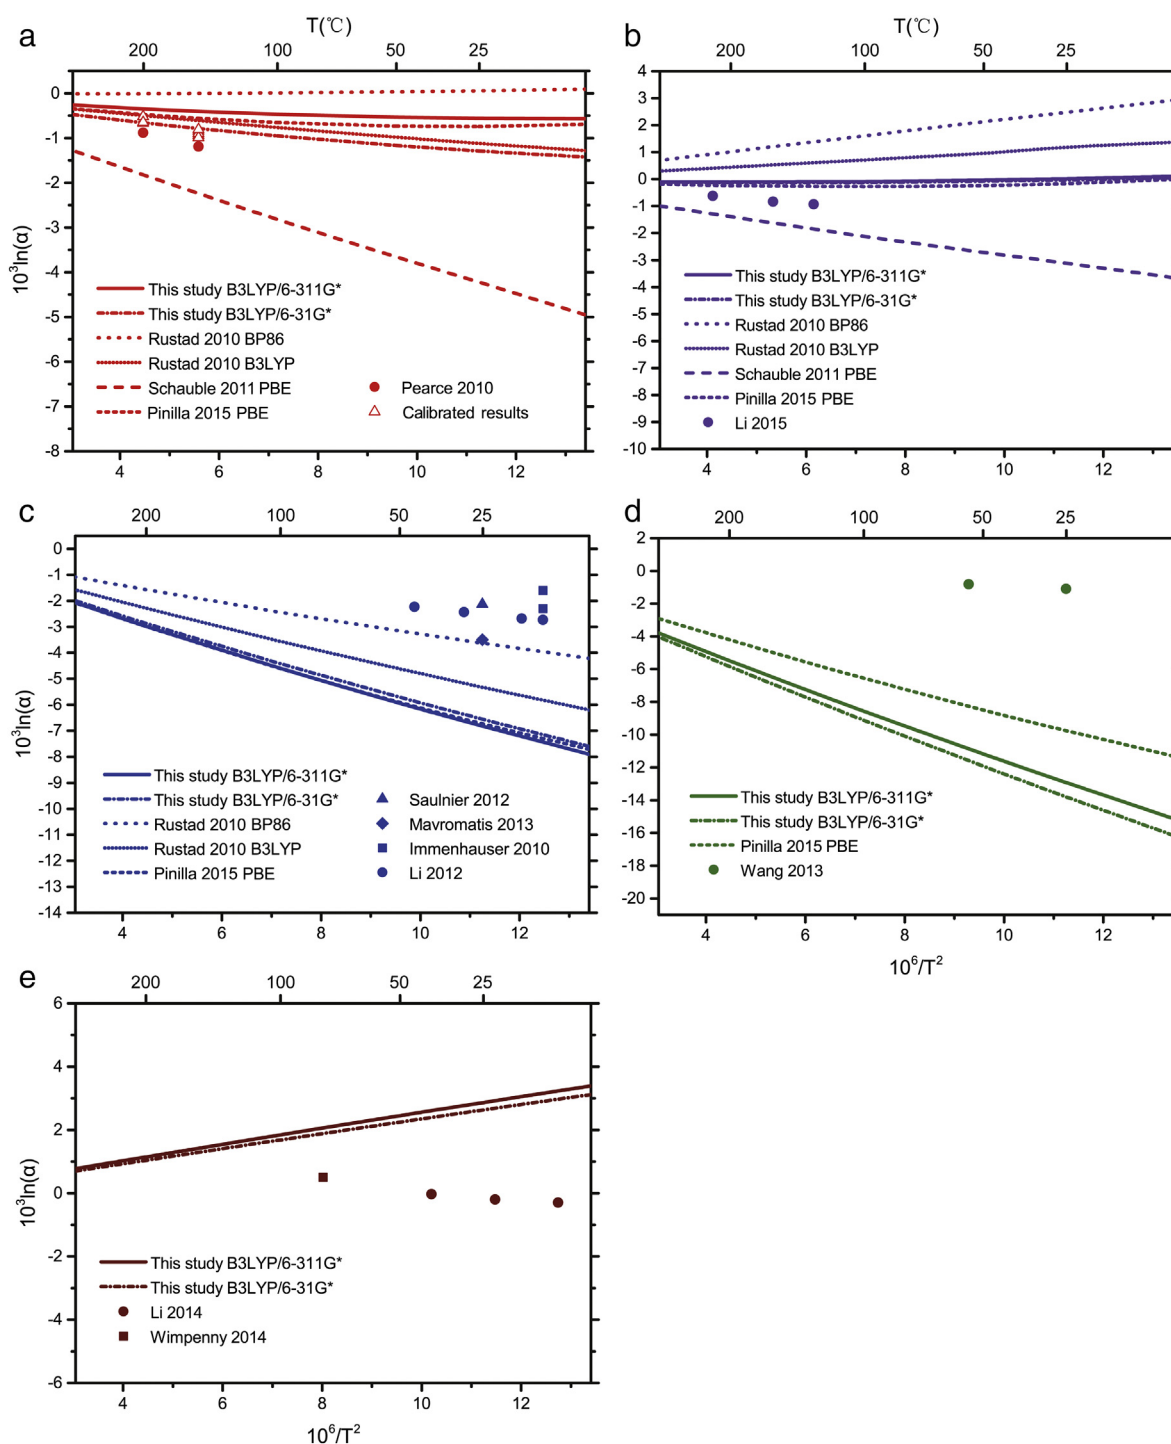 a
T(℃)
200 100 50 25
0
-1
-2
-3
-4
-5
-6
-7
-8
10³ln(α)
This study B3LYP/6-311G*
This study B3LYP/6-31G*
Rustad 2010 BP86
Rustad 2010 B3LYP
Schauble 2011 PBE
Pinilla 2015 PBE
Pearce 2010
Calibrated results
4 6 8 10 12
b
T(℃)
200 100 50 25
4
3
2
1
0
-1
-2
-3
-4
-5
-6
-7
-8
-9
-10
This study B3LYP/6-311G*
This study B3LYP/6-31G*
Rustad 2010 BP86
Rustad 2010 B3LYP
Schauble 2011 PBE
Pinilla 2015 PBE
Li 2015
4 6 8 10 12
c
200 100 50 25
0
-1
-2
-3
-4
-5
-6
-7
-8
-9
-10
-11
-12
-13
-14
10³ln(α)
This study B3LYP/6-311G*
This study B3LYP/6-31G*
Rustad 2010 BP86
Rustad 2010 B3LYP
Pinilla 2015 PBE
Saulnier 2012
Mavromatis 2013
Immenhauser 2010
Li 2012
4 6 8 10 12
d
200 100 50 25
2
0
-2
-4
-6
-8
-10
-12
-14
-16
-18
-20
This study B3LYP/6-311G*
This study B3LYP/6-31G*
Pinilla 2015 PBE
Wang 2013
4 6 8 10 12
10⁶/T²
e
200 100 50 25
6
4
2
0
-2
-4
-6
10³ln(α)
This study B3LYP/6-311G*
This study B3LYP/6-31G*
Li 2014
Wimpenny 2014
4 6 8 10 12
10⁶/T²